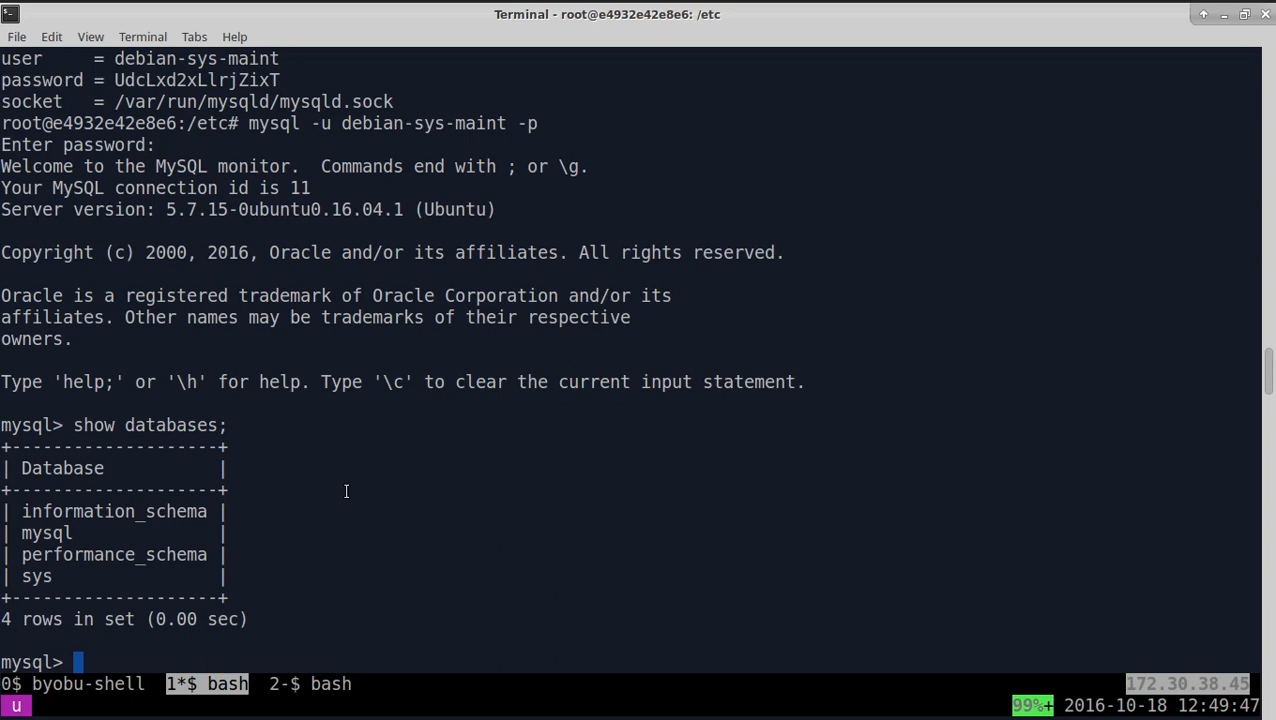 Terminal - root@e4932e42e8e6: /etc
File Edit View Terminal Tabs Help
user     = debian-sys-maint
password = UdcLxd2xLlrjZixT
socket   = /var/run/mysqld/mysqld.sock
root@e4932e42e8e6:/etc# mysql -u debian-sys-maint -p
Enter password:
Welcome to the MySQL monitor.  Commands end with ; or \g.
Your MySQL connection id is 11
Server version: 5.7.15-0ubuntu0.16.04.1 (Ubuntu)
Copyright (c) 2000, 2016, Oracle and/or its affiliates. All rights reserved.
Oracle is a registered trademark of Oracle Corporation and/or its
affiliates. Other names may be trademarks of their respective
owners.
Type 'help;' or '\h' for help. Type '\c' to clear the current input statement.
mysql> show databases;
+--------------------+
| Database           |
+--------------------+
| information_schema |
| mysql              |
| performance_schema |
| sys                |
+--------------------+
4 rows in set (0.00 sec)
mysql>
0$ byobu-shell  1*$ bash  2-$ bash 172.30.38.45
u 99%+ 2016-10-18 12:49:47